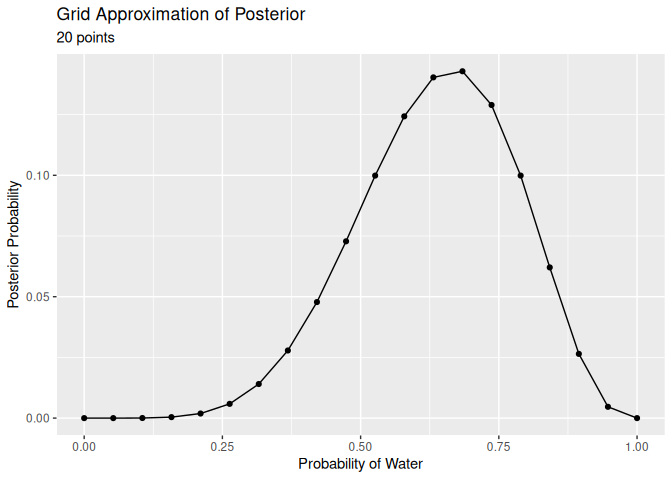 Grid Approximation of Posterior
20 points
Posterior Probability
0.10
0.05
0.00
0.00 0.25 0.50 0.75 1.00
Probability of Water